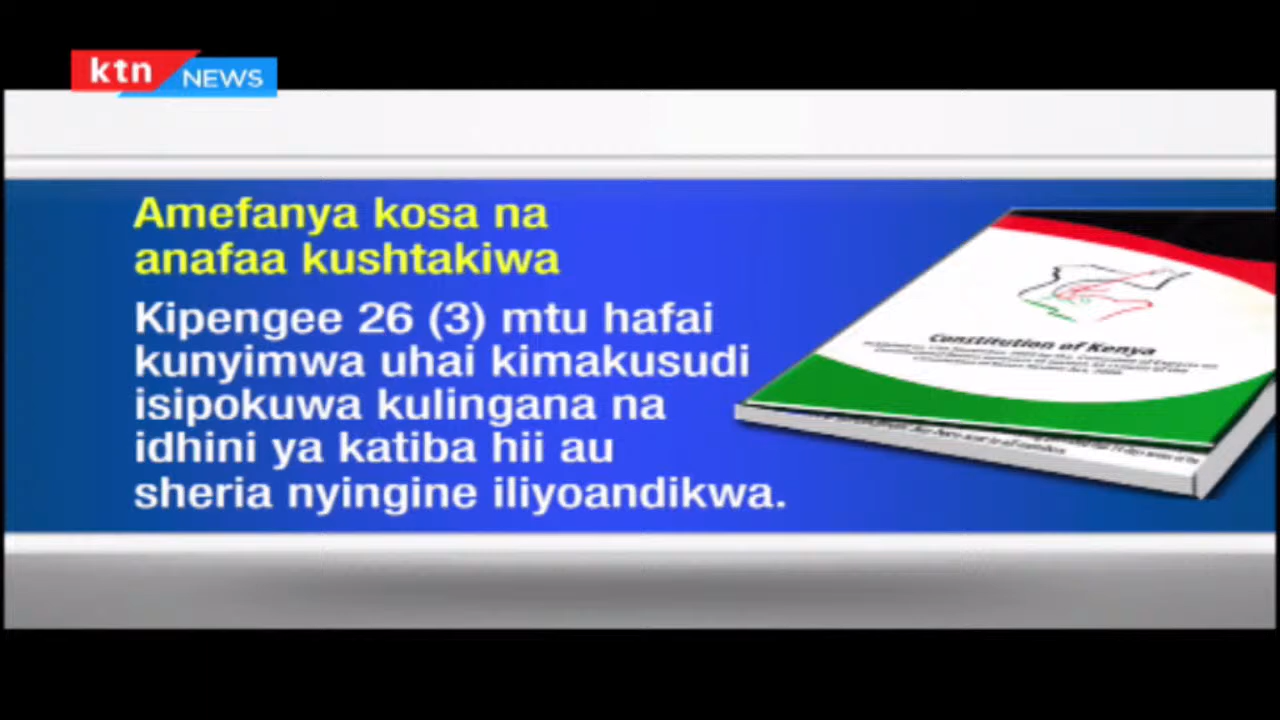 ktn NEWS
Amefanya kosa na
anafaa kushtakiwa
Kipengee 26 (3) mtu hafai
kunyimwa uhai kimakusudi
isipokuwa kulingana na
idhini ya katiba hii au
sheria nyingine iliyoandikwa.
Constitution of Kenya